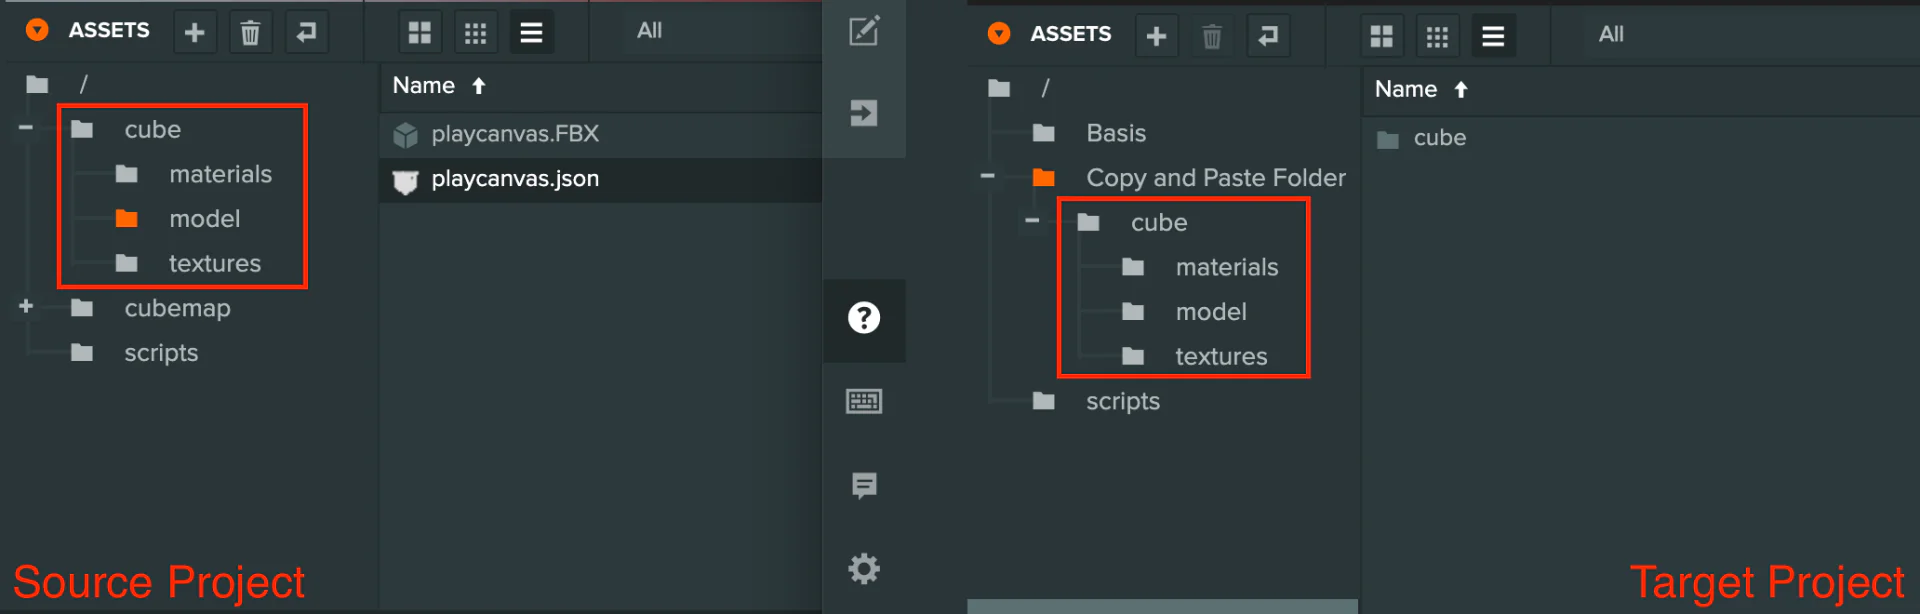 ASSETS
All
/
Name
cube
playcanvas.FBX
materials
playcanvas.json
model
textures
cubemap
scripts
Source Project
ASSETS
All
/
Name
Basis
cube
Copy and Paste Folder
cube
materials
model
textures
scripts
Target Project